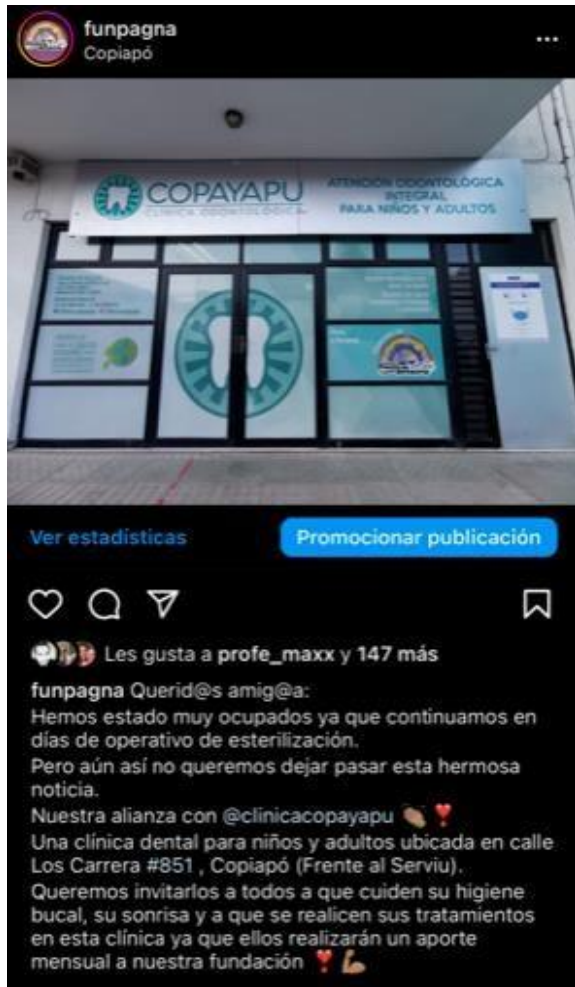 funpagna
Copiapó
COPAYAPU
CLINICA ODONTOLOGICA
ATENCIÓN ODONTOLÓGICA
INTEGRAL
PARA NIÑOS Y ADULTOS
Ver estadísticas
Promocionar publicación
Les gusta a profe_maxx y 147 más
funpagna Querid@s amig@a:
Hemos estado muy ocupados ya que continuamos en
días de operativo de esterilización.
Pero aún así no queremos dejar pasar esta hermosa
noticia.
Nuestra alianza con @clinicacopayapu 👏🏽❣️
Una clínica dental para niños y adultos ubicada en calle
Los Carrera #851 , Copiapó (Frente al Serviu).
Queremos invitarlos a todos a que cuiden su higiene
bucal, su sonrisa y a que se realicen sus tratamientos
en esta clínica ya que ellos realizarán un aporte
mensual a nuestra fundación ❣️💪🏽